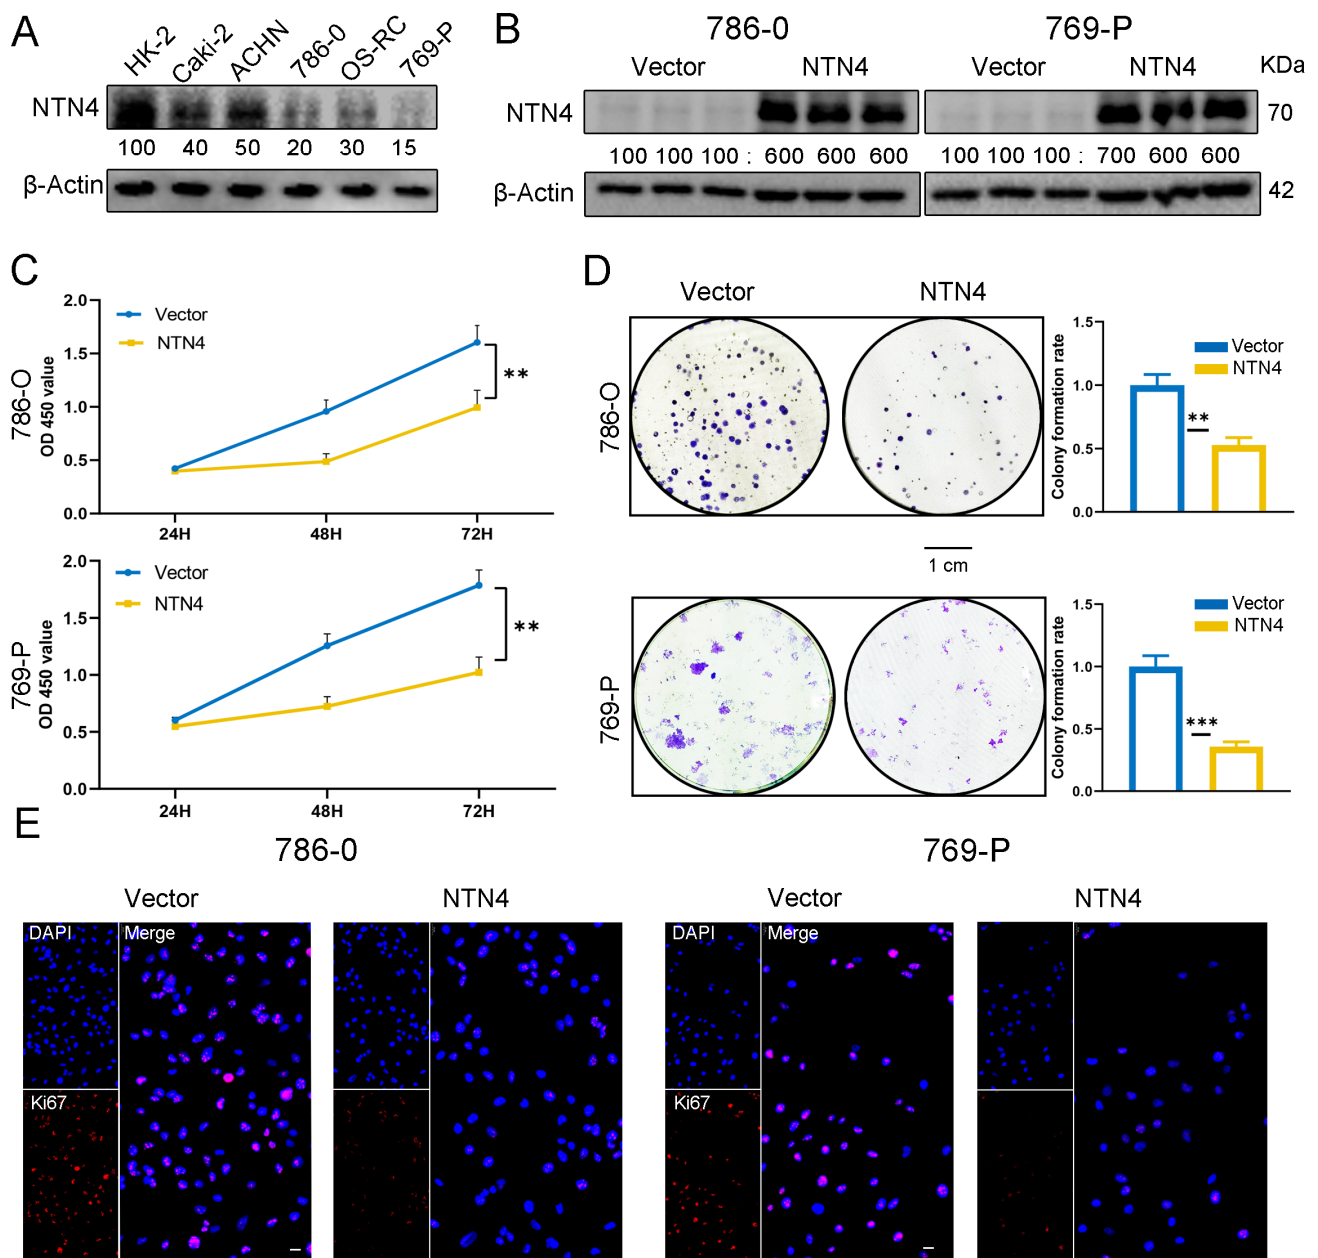 A
HK-2 Caki-2 ACHN 786-0 OS-RC 769-P
NTN4
100 40 50 20 30 15
β-Actin
B
786-0 769-P
Vector NTN4 Vector NTN4 KDa
NTN4 70
100 100 100 : 600 600 600 100 100 100 : 700 600 600
β-Actin 42
C
786-O
OD 450 value
2.0
1.5
1.0
0.5
0.0
Vector
NTN4
**
24H 48H 72H
769-P
OD 450 value
2.0
1.5
1.0
0.5
0.0
Vector
NTN4
**
24H 48H 72H
D
Vector NTN4
786-O
Colony formation rate
1.5
1.0
0.5
0.0
Vector
NTN4
**
1 cm
769-P
Colony formation rate
1.5
1.0
0.5
0.0
Vector
NTN4
***
E
786-0 769-P
Vector NTN4 Vector NTN4
DAPI Merge DAPI Merge
Ki67 Ki67